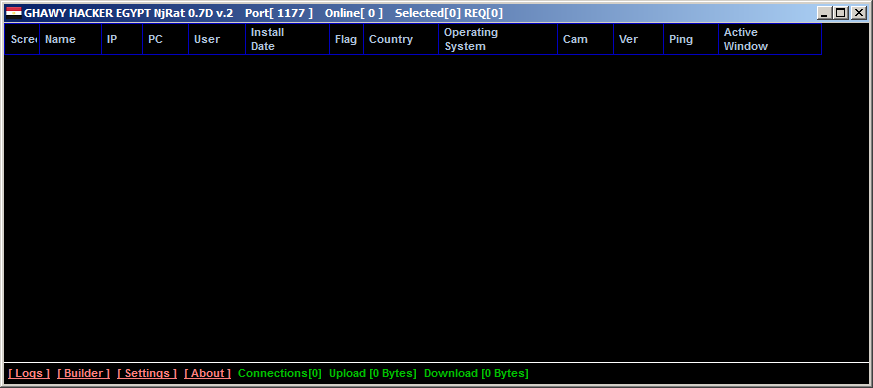 GHAWY HACKER EGYPT NjRat 0.7D v.2 Port[ 1177 ] Online[ 0 ] Selected[0] REQ[0]
Scree Name IP PC User Install Date Flag Country Operating System Cam Ver Ping Active Window
[ Logs ] [ Builder ] [ Settings ] [ About ] Connections[0] Upload [0 Bytes] Download [0 Bytes]